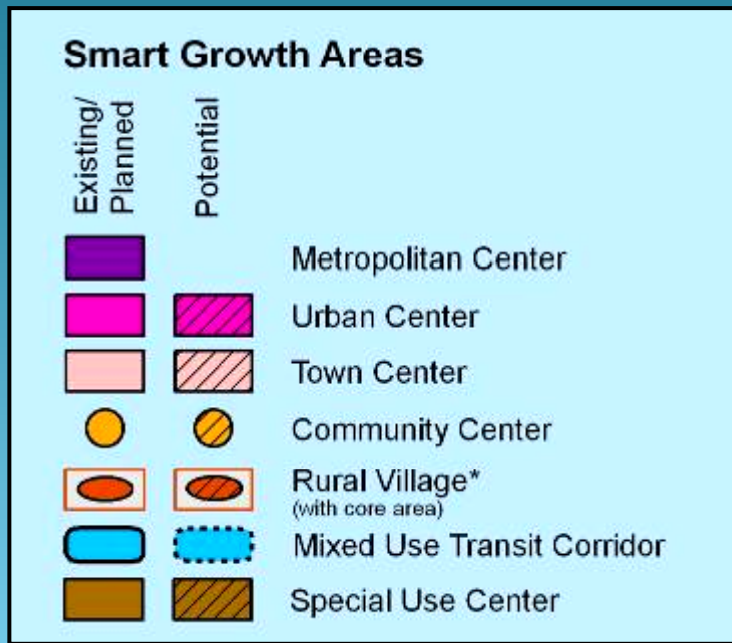 Smart Growth Areas
Existing/
Planned
Potential
Metropolitan Center
Urban Center
Town Center
Community Center
Rural Village*
(with core area)
Mixed Use Transit Corridor
Special Use Center